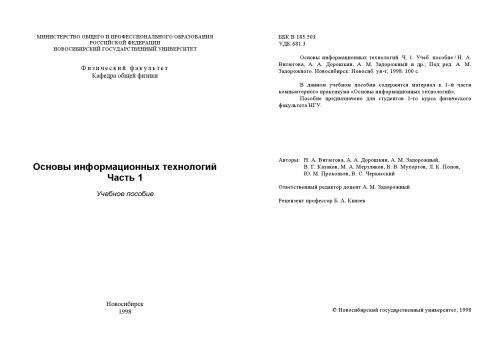 МИНИСТЕРСТВО ОБЩЕГО И ПРОФЕССИОНАЛЬНОГО ОБРАЗОВАНИЯ
РОССИЙСКОЙ ФЕДЕРАЦИИ
НОВОСИБИРСКИЙ ГОСУДАРСТВЕННЫЙ УНИВЕРСИТЕТ
Физический факультет
Кафедра общей физики
Основы информационных технологий
Часть 1
Учебное пособие
Новосибирск
1998
ББК В 185.503
УДК 681.3
Основы информационных технологий. Ч. 1. Учеб. пособие / Н. А.
Витюгова, А. А. Дорошкин, А. М. Задорожный и др.; Под ред. А. М.
Задорожного. Новосибирск: Новосиб. ун-т, 1998. 100 с.
В данном учебном пособии содержится материал к 1-й части
компьютерного практикума «Основы информационных технологий».
Пособие предназначено для студентов 1-го курса физического
факультета НГУ.
Авторы: Н. А. Витюгова, А. А. Дорошкин, А. М. Задорожный,
В. Г. Казаков, М. А. Мерзляков, В. В. Мухортов, Л. К. Попов,
Ю. М. Прокопьев, В. С. Черкасский
Ответственный редактор доцент А. М. Задорожный
Рецензент профессор Б. А. Князев
© Новосибирский государственный университет, 1998